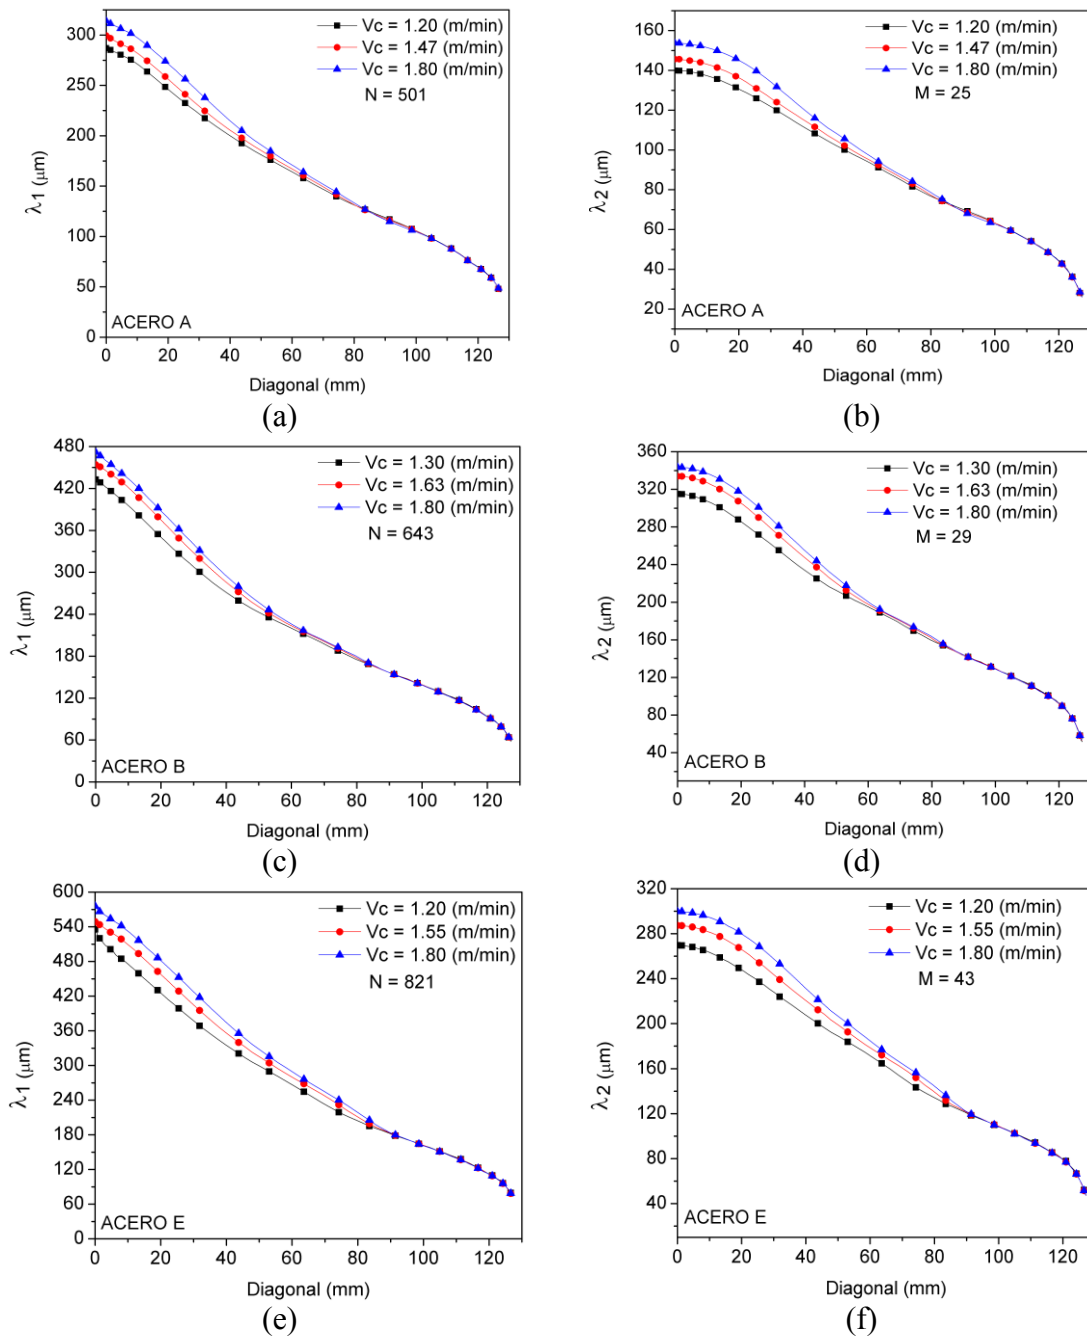 Vc = 1.20 (m/min)
Vc = 1.47 (m/min)
Vc = 1.80 (m/min)
N = 501
300
250
200
150
100
50
0
λ1 (μm)
ACERO A
0 20 40 60 80 100 120
Diagonal (mm)
(a)
Vc = 1.20 (m/min)
Vc = 1.47 (m/min)
Vc = 1.80 (m/min)
M = 25
160
140
120
100
80
60
40
20
λ2 (μm)
ACERO A
0 20 40 60 80 100 120
Diagonal (mm)
(b)
Vc = 1.30 (m/min)
Vc = 1.63 (m/min)
Vc = 1.80 (m/min)
N = 643
480
420
360
300
240
180
120
60
0
λ1 (μm)
ACERO B
0 20 40 60 80 100 120
Diagonal (mm)
(c)
Vc = 1.30 (m/min)
Vc = 1.63 (m/min)
Vc = 1.80 (m/min)
M = 29
360
320
280
240
200
160
120
80
40
λ2 (μm)
ACERO B
0 20 40 60 80 100 120
Diagonal (mm)
(d)
Vc = 1.20 (m/min)
Vc = 1.55 (m/min)
Vc = 1.80 (m/min)
N = 821
600
540
480
420
360
300
240
180
120
60
0
λ1 (μm)
ACERO E
0 20 40 60 80 100 120
Diagonal (mm)
(e)
Vc = 1.20 (m/min)
Vc = 1.55 (m/min)
Vc = 1.80 (m/min)
M = 43
320
280
240
200
160
120
80
40
λ2 (μm)
ACERO E
0 20 40 60 80 100 120
Diagonal (mm)
(f)